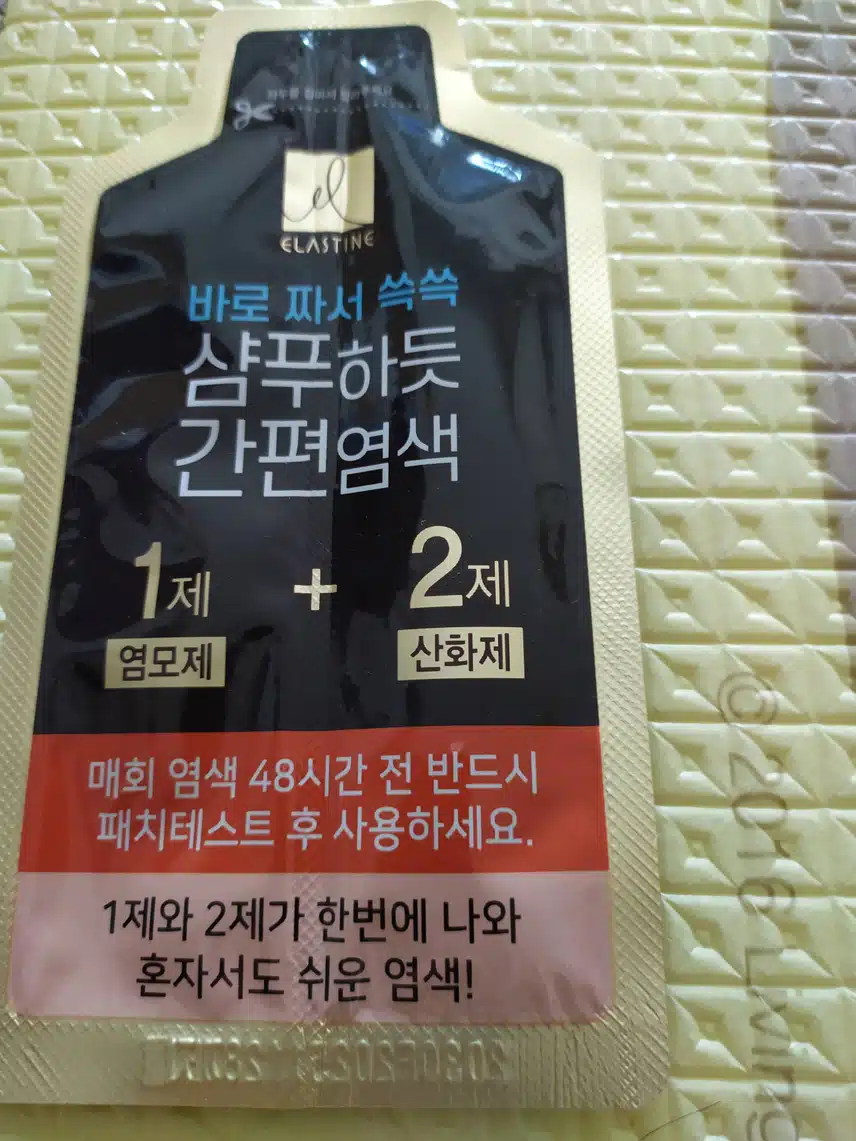 ELASTINE
바로 짜서 쓱쓱
샴푸하듯
간편염색
1제 + 2제
염모제 산화제
매회 염색 48시간 전 반드시
패치테스트 후 사용하세요.
1제와 2제가 한번에 나와
혼자서도 쉬운 염색!
© 2016 Living